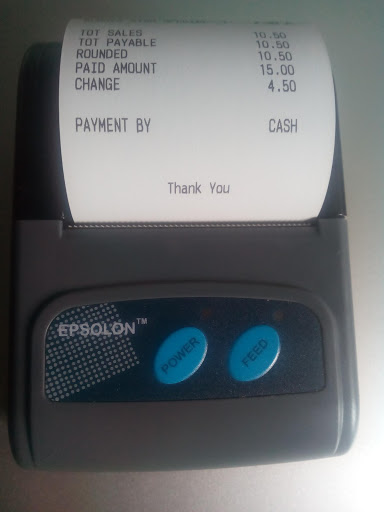 TOT SALES 10.50
TOT PAYABLE 10.50
ROUNDED 10.50
PAID AMOUNT 15.00
CHANGE 4.50
PAYMENT BY CASH
Thank You
EPSOLON™
POWER
FEED